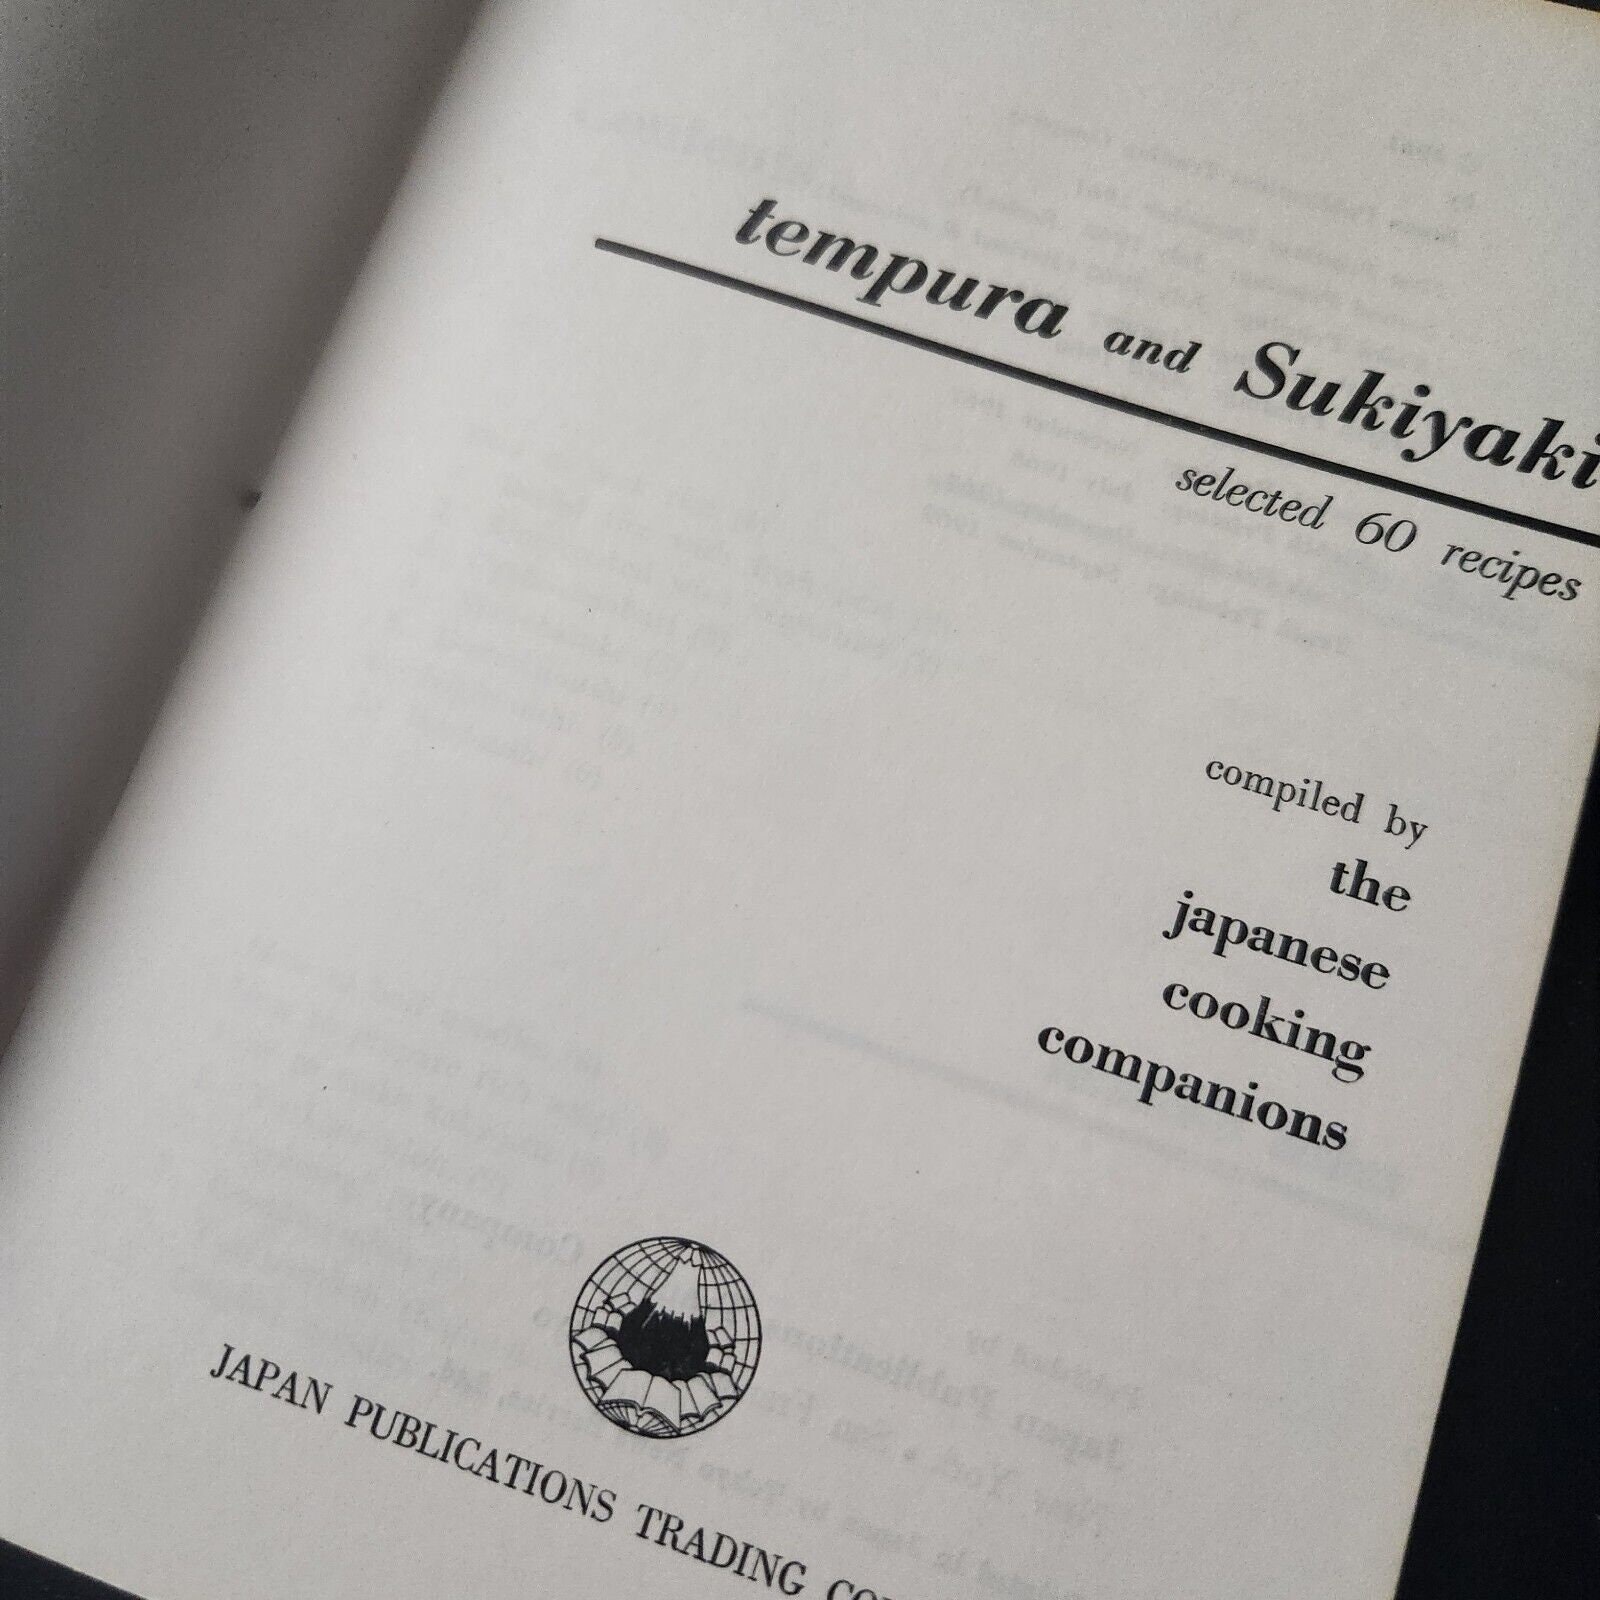 tempura and Sukiyaki
selected 60 recipes
compiled by
the
japanese
cooking
companions
JAPAN PUBLICATIONS TRADING